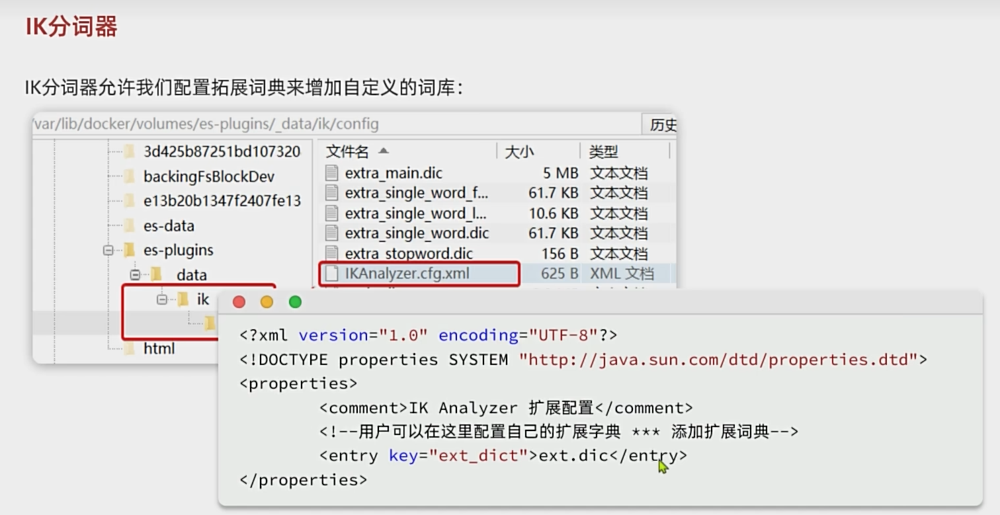 IK分词器
IK分词器允许我们配置拓展词典来增加自定义的词库：
/var/lib/docker/volumes/es-plugins/_data/ik/config
历史
3d425b87251bd107320
backingFsBlockDev
e13b20b1347f2407fe13
es-data
es-plugins
_data
ik
html
文件名 大小 类型
extra_main.dic 5 MB 文本文档
extra_single_word_f... 61.7 KB 文本文档
extra_single_word_l... 10.6 KB 文本文档
extra_single_word.dic 61.7 KB 文本文档
extra_stopword.dic 156 B 文本文档
IKAnalyzer.cfg.xml 625 B XML 文档
<?xml version="1.0" encoding="UTF-8"?>
<!DOCTYPE properties SYSTEM "http://java.sun.com/dtd/properties.dtd">
<properties>
<comment>IK Analyzer 扩展配置</comment>
<!--用户可以在这里配置自己的扩展字典 *** 添加扩展词典-->
<entry key="ext_dict">ext.dic</entry>
</properties>